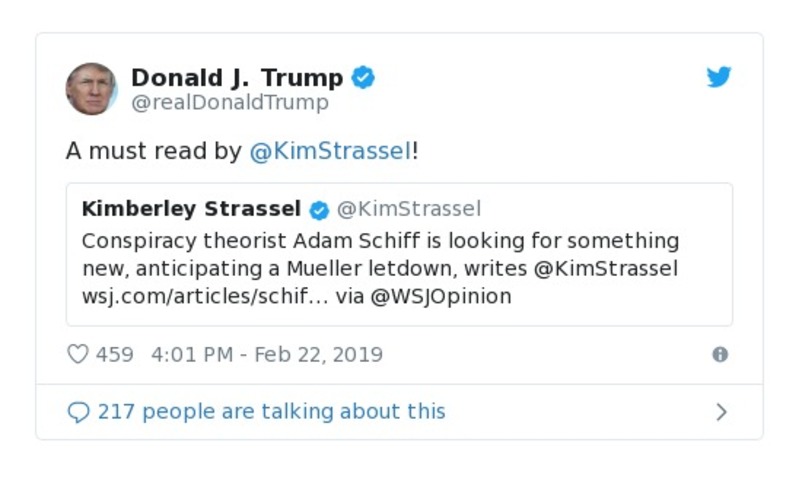 Donald J. Trump
@realDonaldTrump
A must read by @KimStrassel!
Kimberley Strassel @KimStrassel
Conspiracy theorist Adam Schiff is looking for something
new, anticipating a Mueller letdown, writes @KimStrassel
wsj.com/articles/schif… via @WSJOpinion
459 4:01 PM - Feb 22, 2019
217 people are talking about this